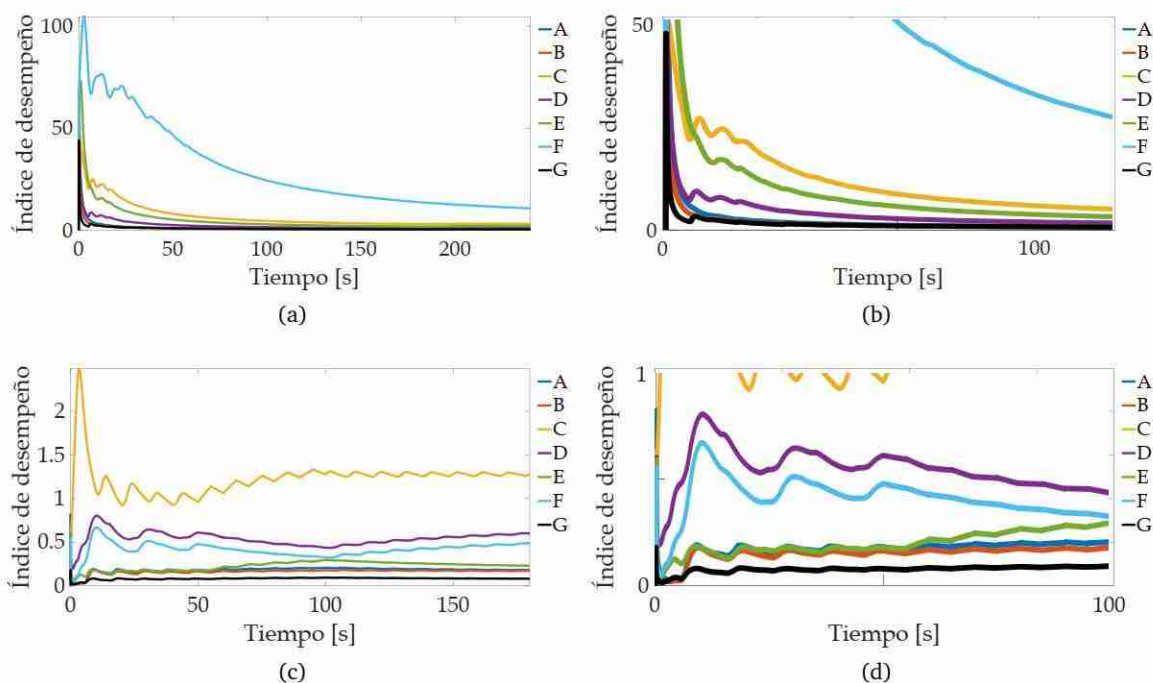 Índice de desempeño
100
50
0
0
50
100
150
200
Tiempo [s]
A
B
C
D
E
F
G
(a)
Índice de desempeño
50
0
0
100
Tiempo [s]
A
B
C
D
E
F
G
(b)
Índice de desempeño
2
1.5
1
0.5
0
0
50
100
150
Tiempo [s]
A
B
C
D
E
F
G
(c)
Índice de desempeño
1
0
0
100
Tiempo [s]
A
B
C
D
E
F
G
(d)